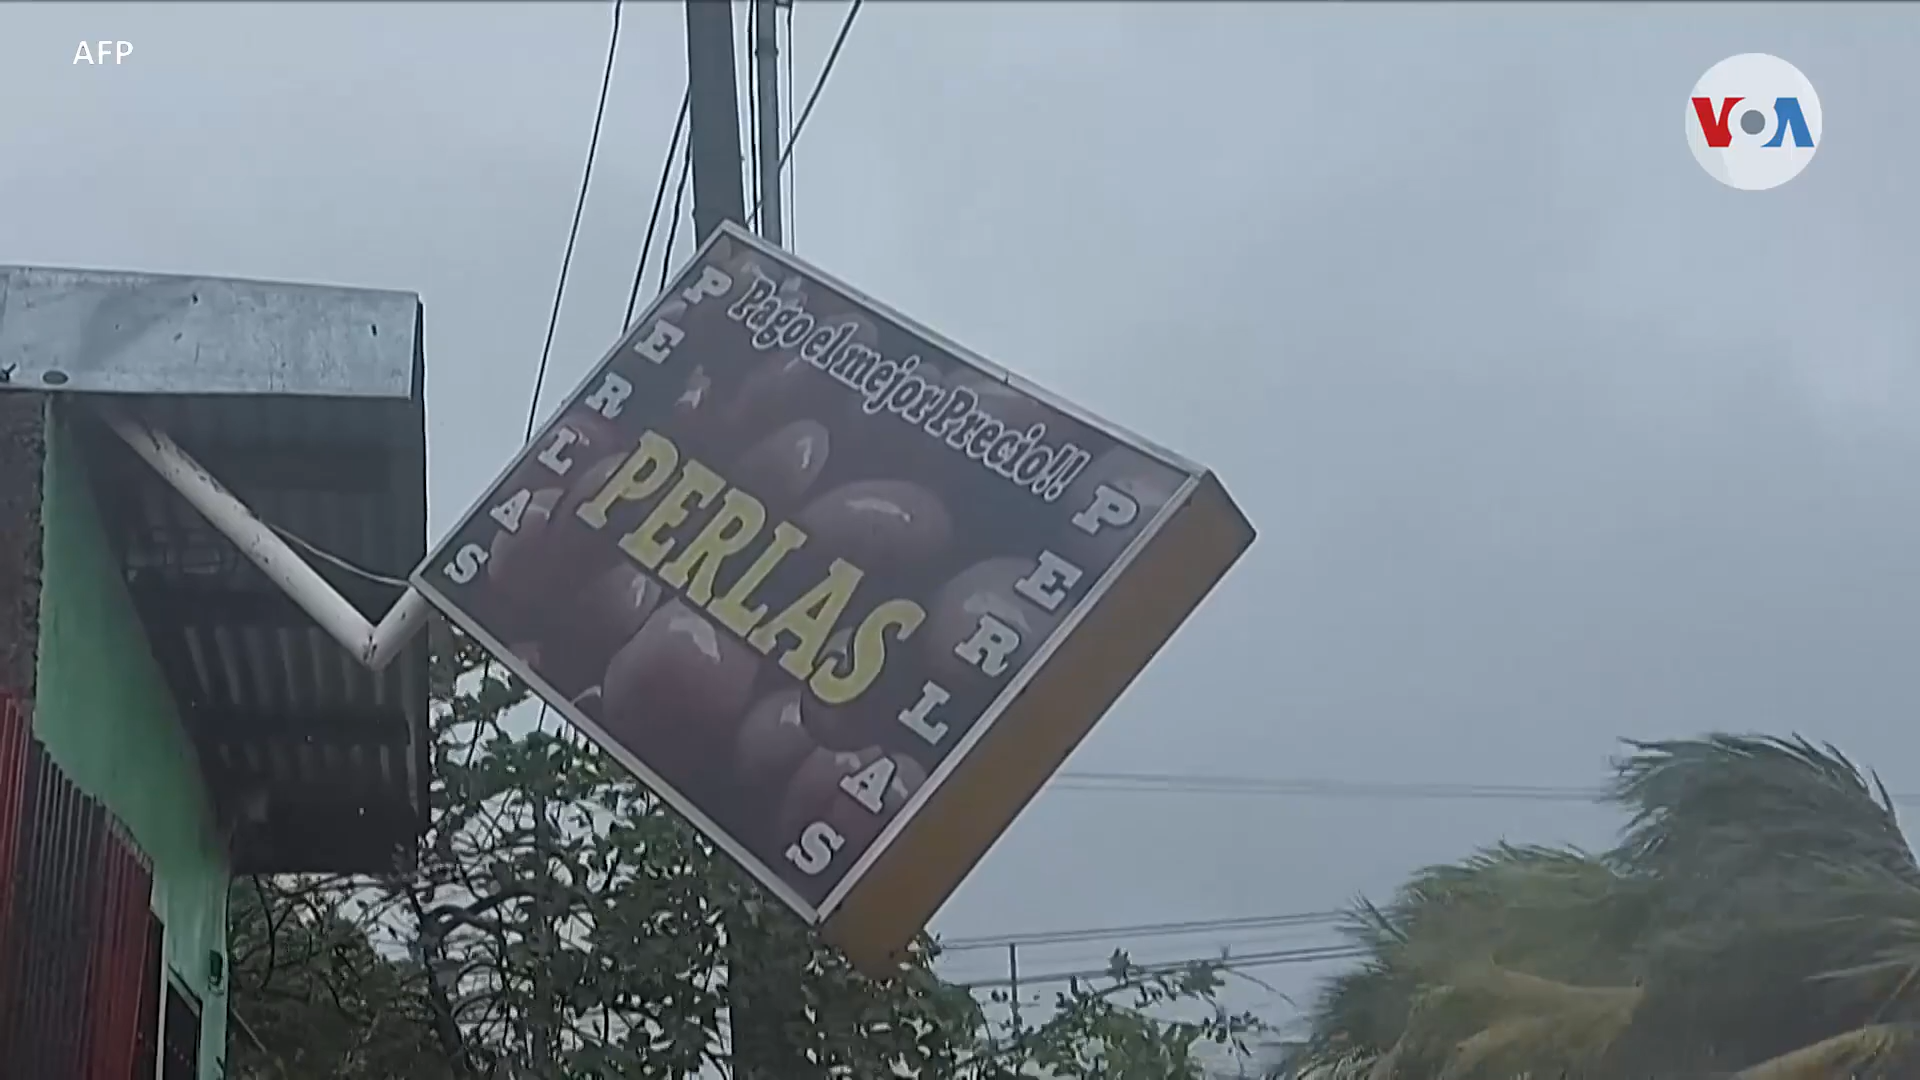 AFP
VOA
Pago el mejor Precio!!
PERLAS
PERLAS
PERLAS